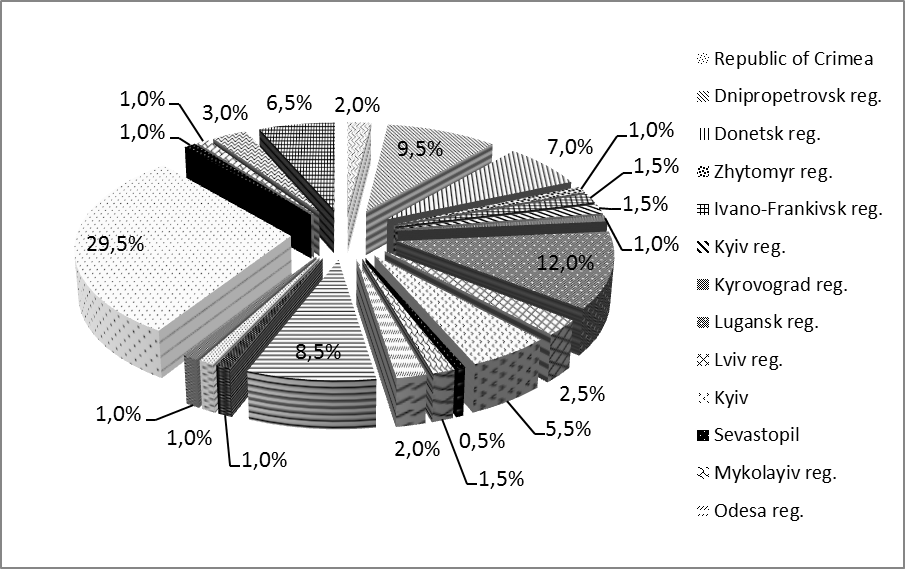 2,0%
9,5%
7,0%
1,0%
1,5%
1,5%
1,0%
12,0%
2,5%
5,5%
0,5%
1,5%
2,0%
8,5%
1,0%
1,0%
1,0%
29,5%
1,0%
1,0%
3,0%
6,5%
Republic of Crimea
Dnipropetrovsk reg.
Donetsk reg.
Zhytomyr reg.
Ivano-Frankivsk reg.
Kyiv reg.
Kyrovograd reg.
Lugansk reg.
Lviv reg.
Kyiv
Sevastopil
Mykolayiv reg.
Odesa reg.